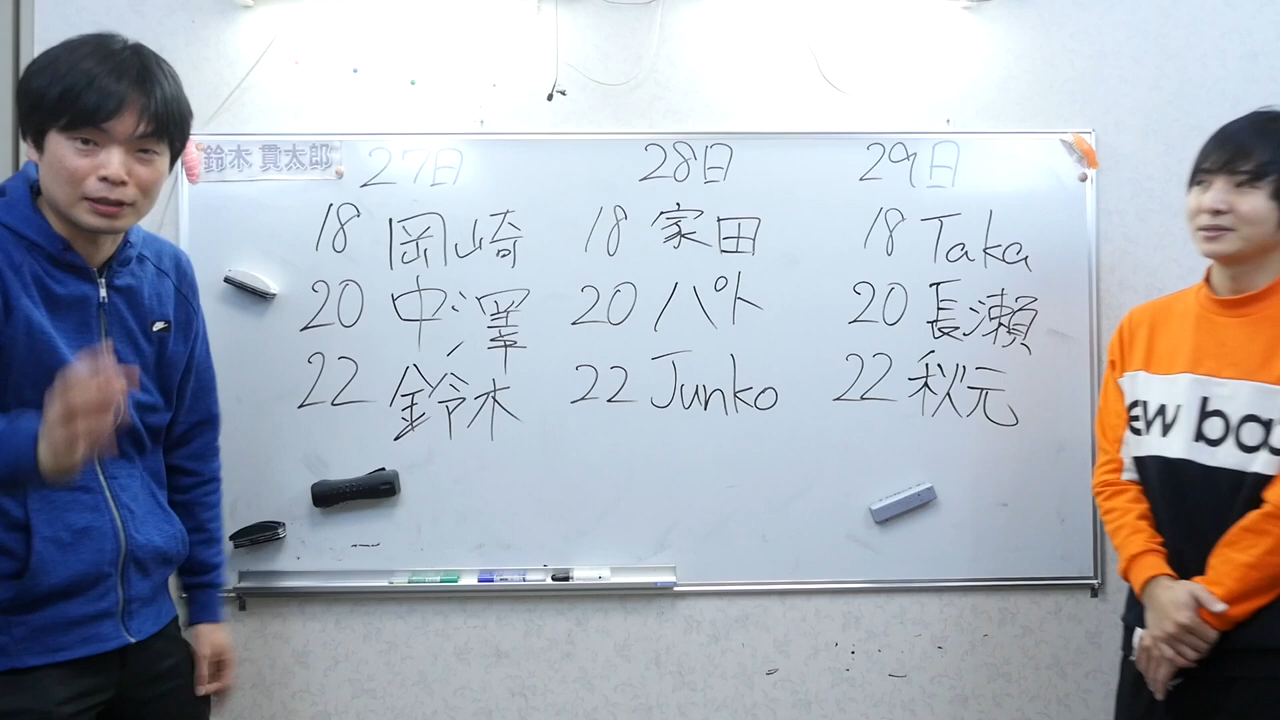 鈴木 貫太郎
27日 28日 29日
18 岡崎 18 家田 18 Taka
20 中澤 20 パト 20 長瀬
22 鈴木 22 Junko 22 秋元
ew ba